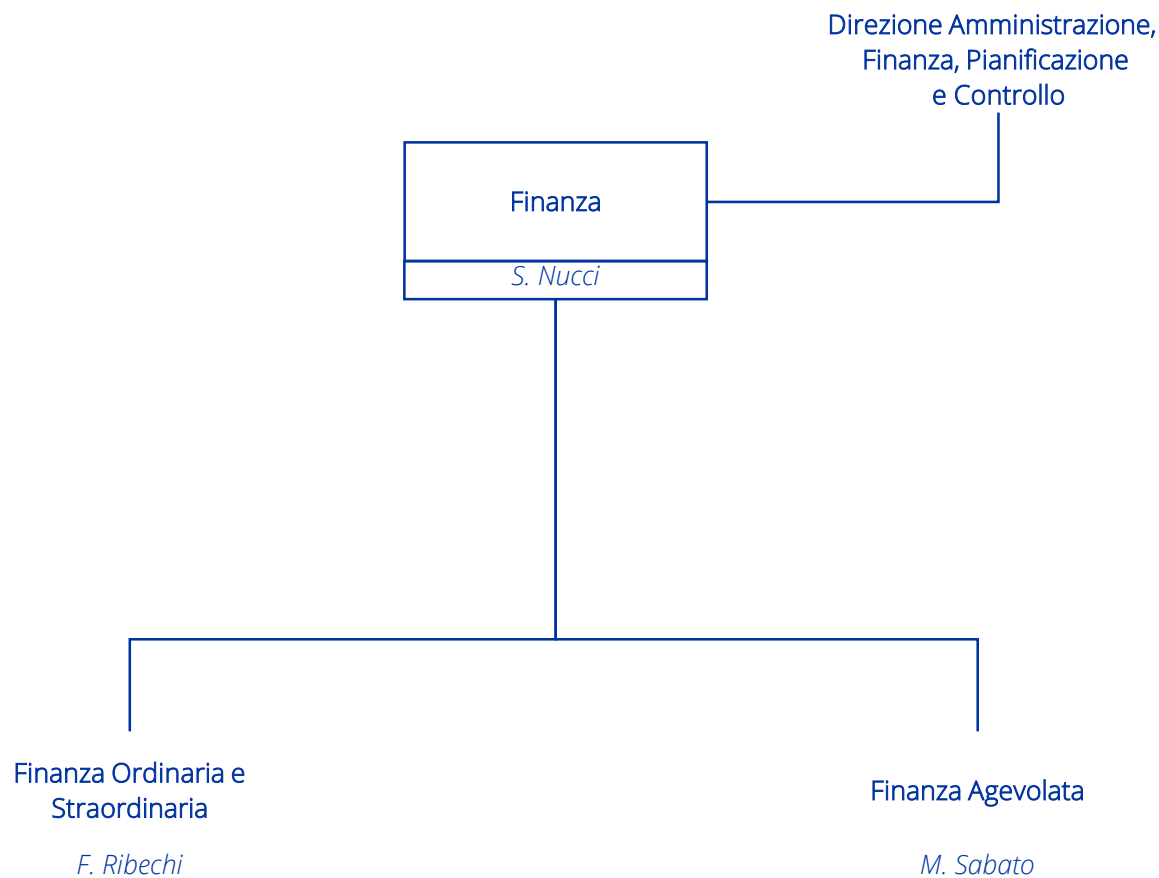 Direzione Amministrazione,
Finanza, Pianificazione
e Controllo
Finanza
S. Nucci
Finanza Ordinaria e
Straordinaria
F. Ribechi
Finanza Agevolata
M. Sabato